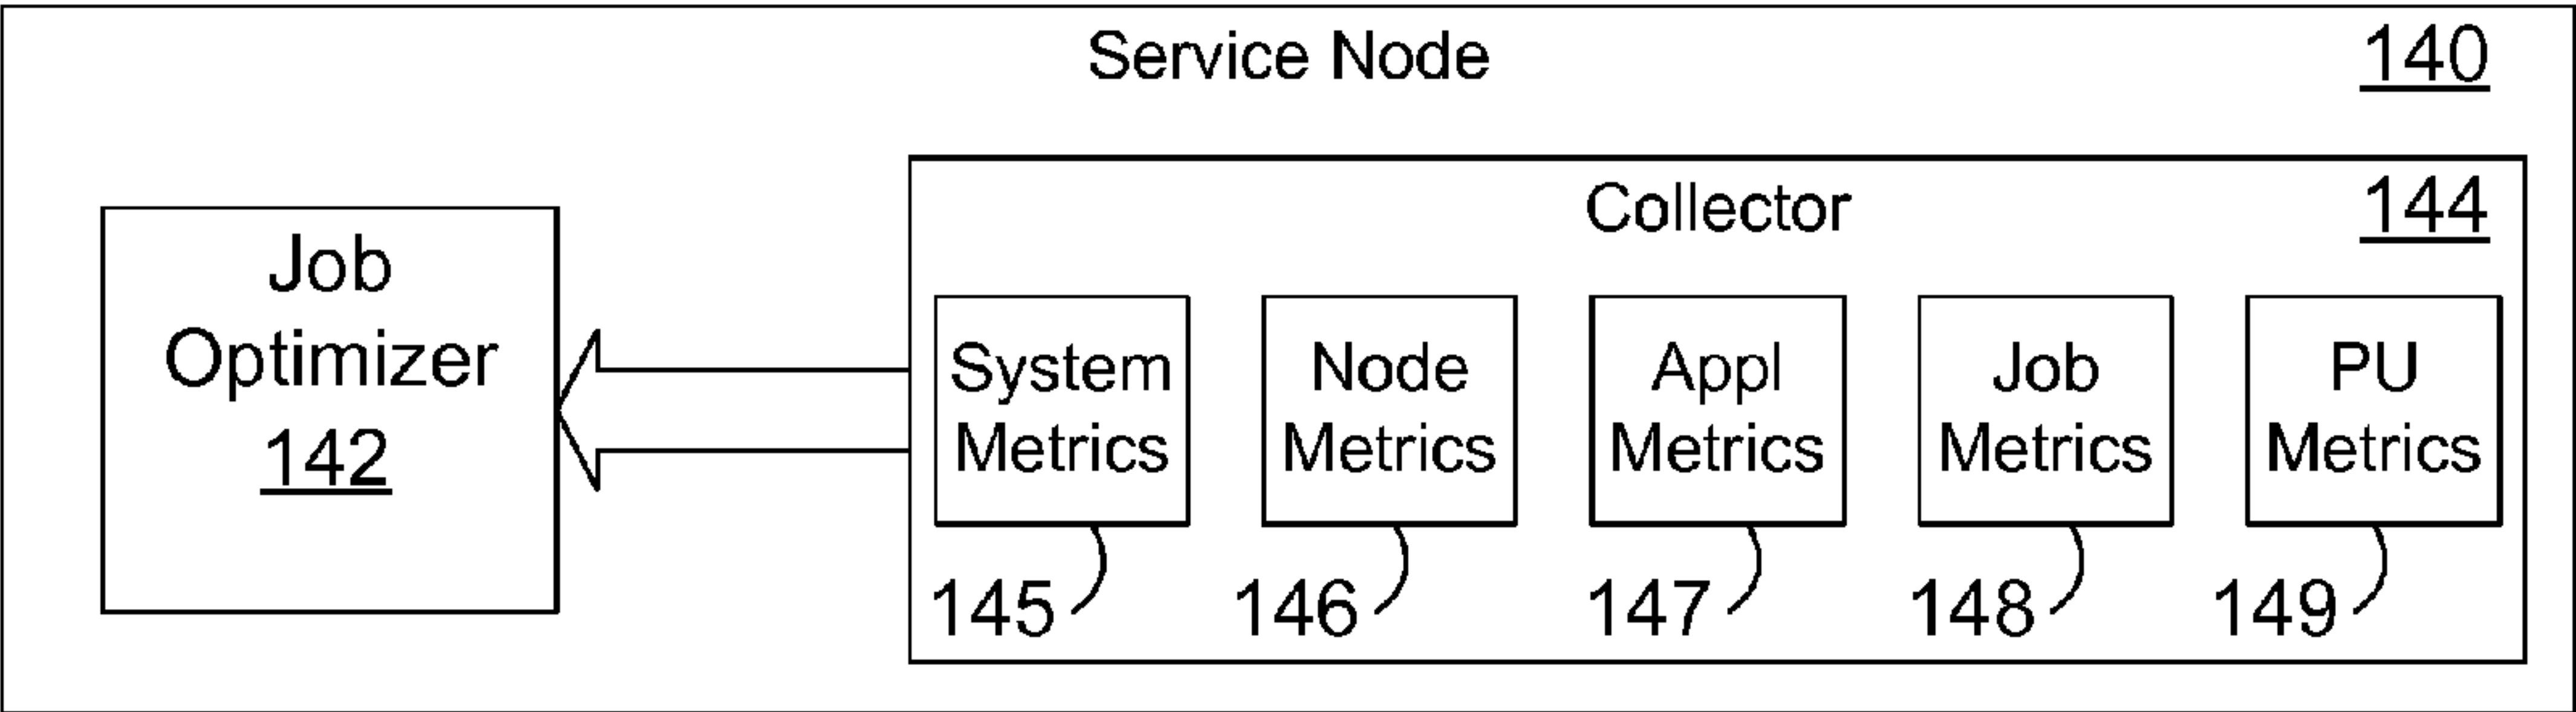 Service Node
140
Collector
144
Job
Optimizer
142
System
Metrics
Node
Metrics
Appl
Metrics
Job
Metrics
PU
Metrics
145
146
147
148
149